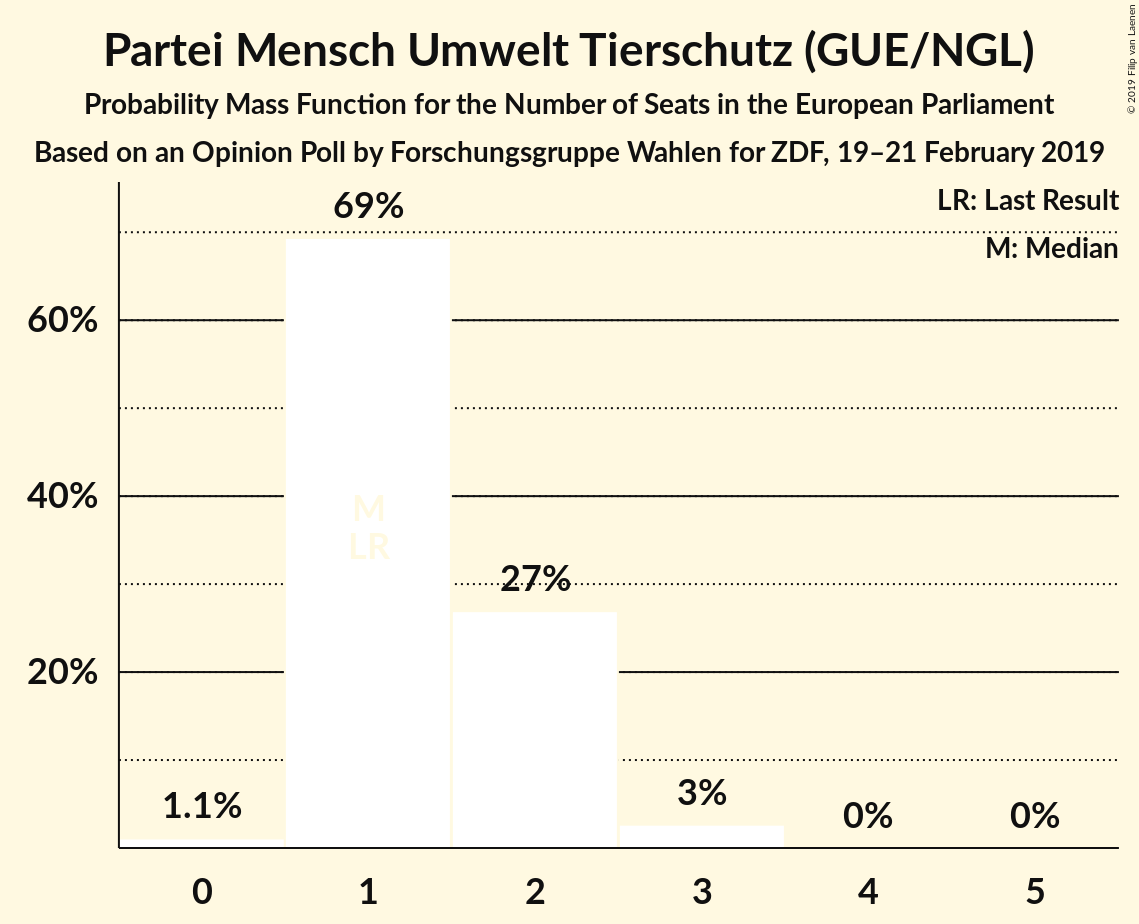 Partei Mensch Umwelt Tierschutz (GUE/NGL)
Probability Mass Function for the Number of Seats in the European Parliament
Based on an Opinion Poll by Forschungsgruppe Wahlen for ZDF, 19–21 February 2019
© 2019 Filip van Laenen
LR: Last Result
M: Median
69%
60%
40%
M
LR
27%
20%
1.1%
3%
0%
0%
0 1 2 3 4 5